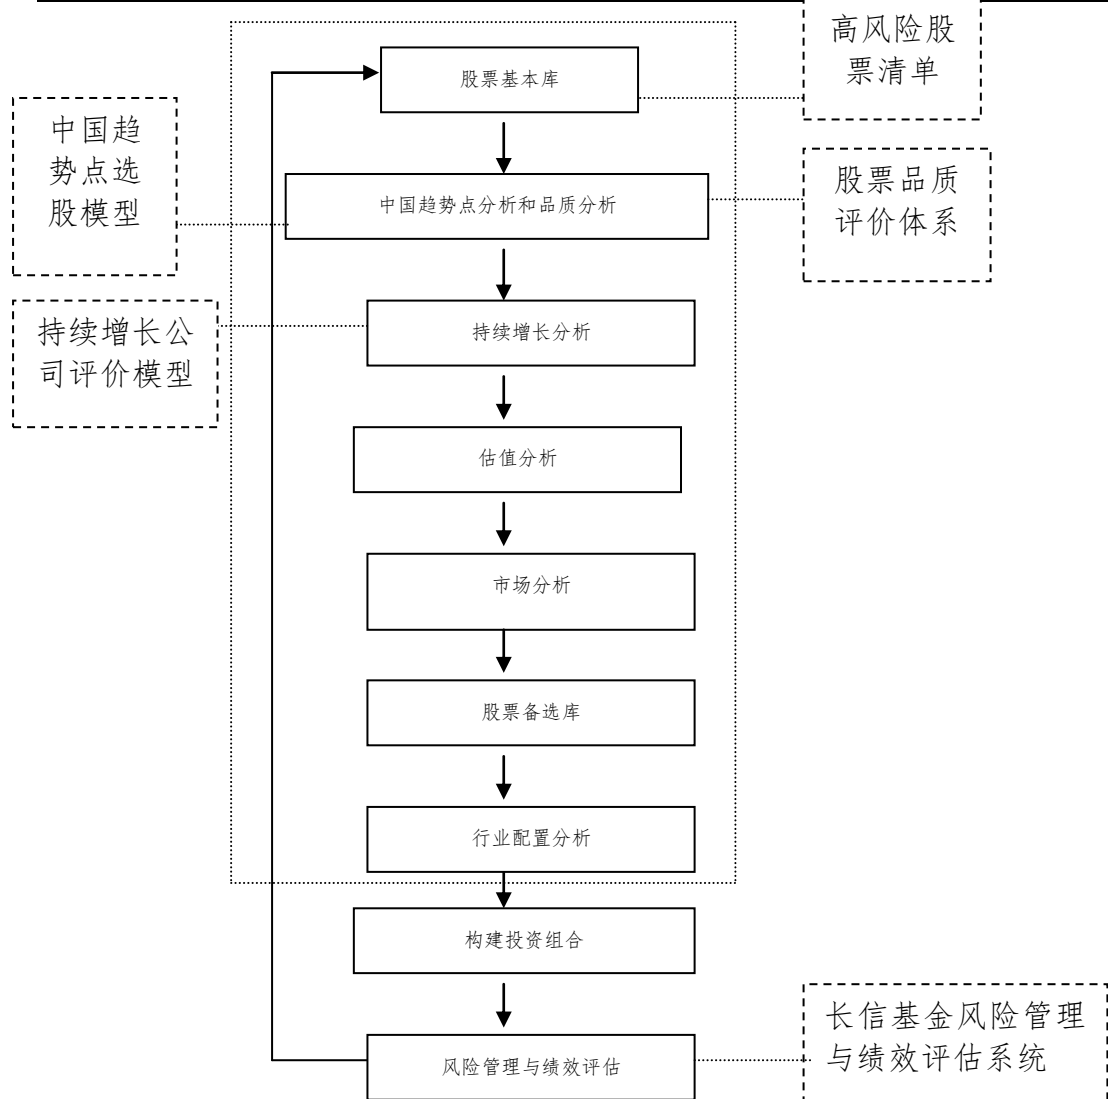 高风险股
票清单
股票基本库
中国趋
势点选
股模型
股票品质
评价体系
中国趋势点分析和品质分析
持续增长公
司评价模型
持续增长分析
估值分析
市场分析
股票备选库
行业配置分析
构建投资组合
长信基金风险管理
与绩效评估系统
风险管理与绩效评估